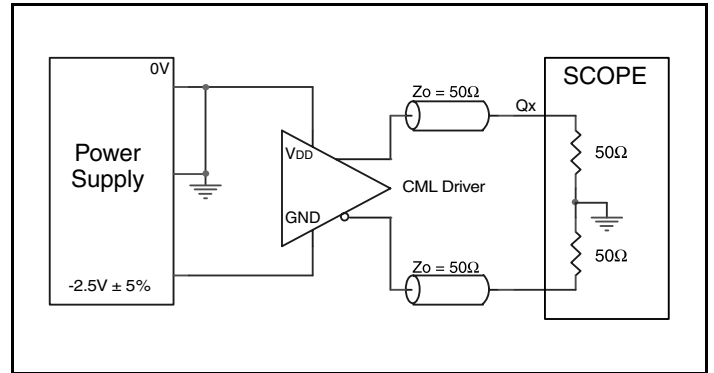 0V
SCOPE
Zo = 50Ω
Qx
Power
Supply
VDD
50Ω
CML Driver
GND
50Ω
Zo = 50Ω
-2.5V ± 5%